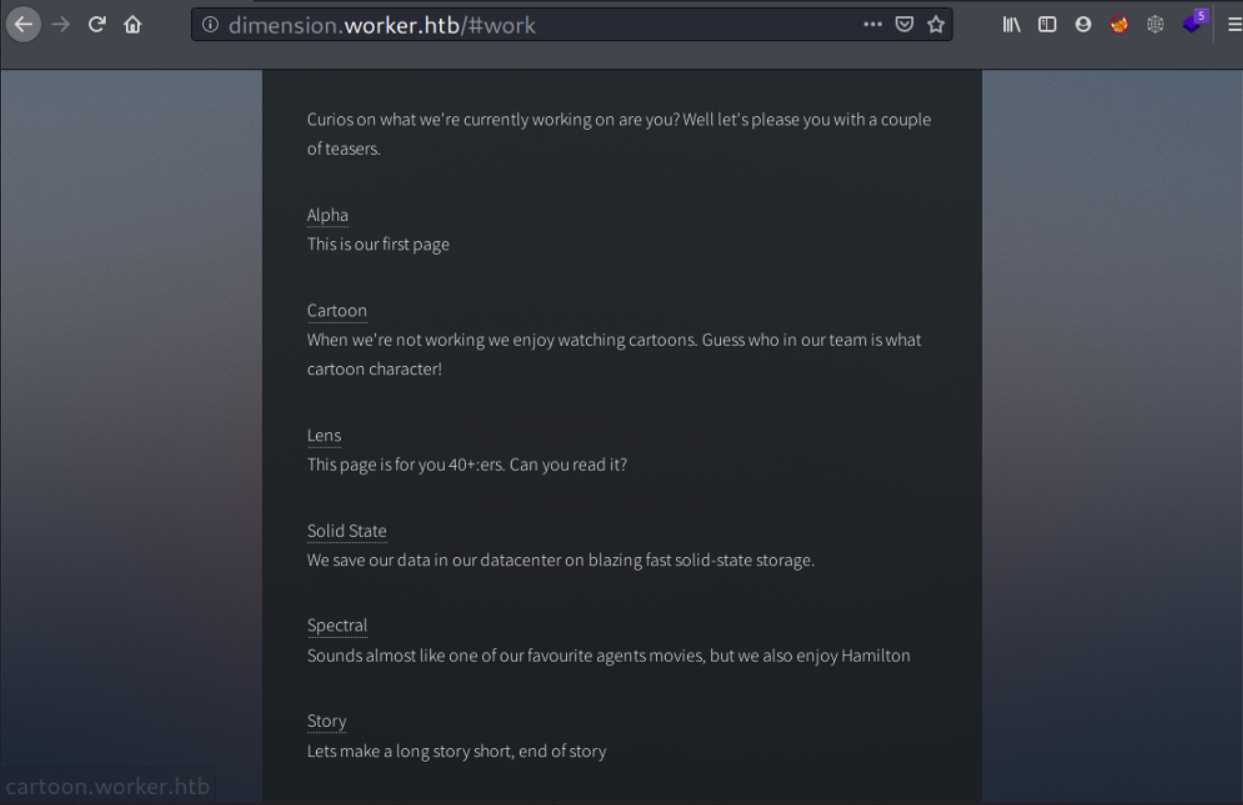 dimension.worker.htb/#work
5
Curios on what we're currently working on are you? Well let's please you with a couple
of teasers.
Alpha
This is our first page
Cartoon
When we're not working we enjoy watching cartoons. Guess who in our team is what
cartoon character!
Lens
This page is for you 40+:ers. Can you read it?
Solid State
We save our data in our datacenter on blazing fast solid-state storage.
Spectral
Sounds almost like one of our favourite agents movies, but we also enjoy Hamilton
Story
Lets make a long story short, end of story
cartoon.worker.htb